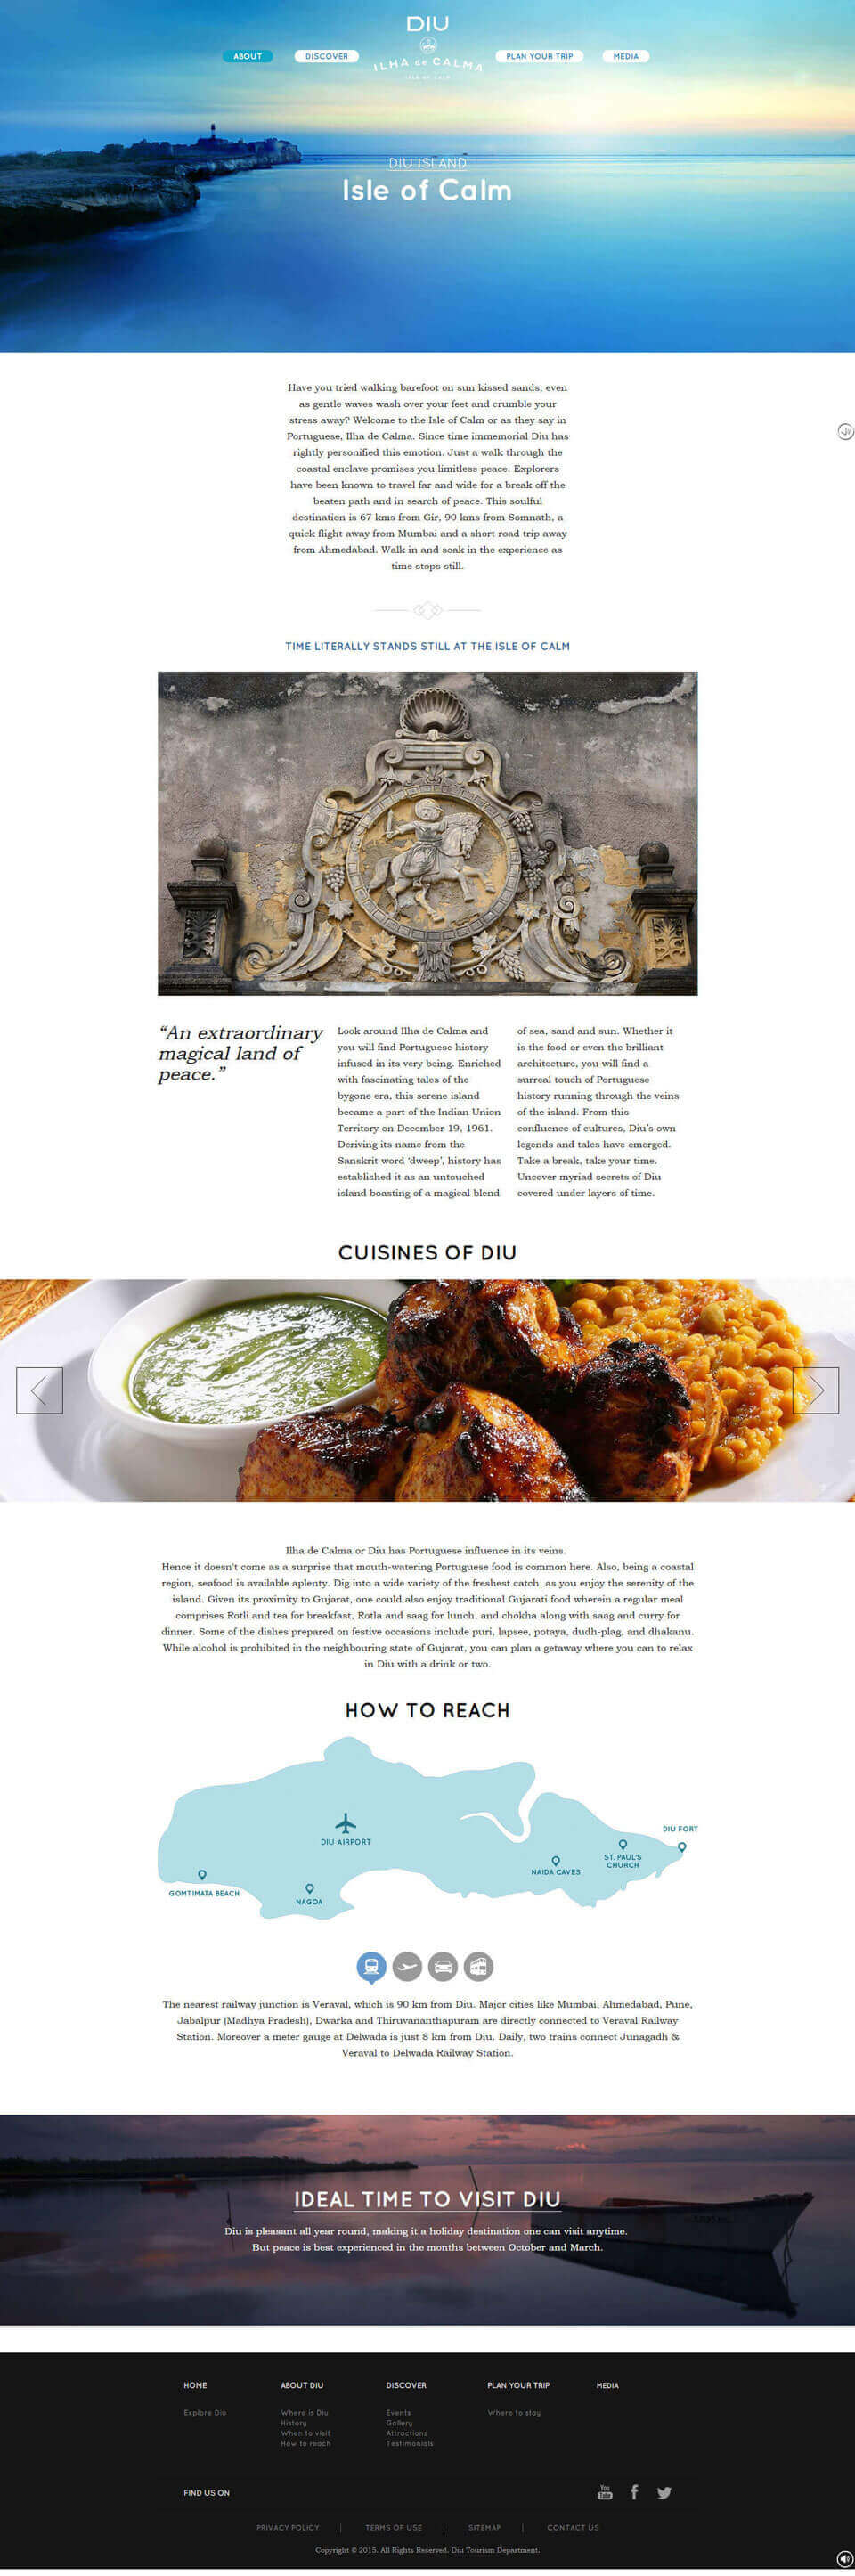 DIU
ILHA de CALMA
ISLE OF CALM
ABOUT
DISCOVER
PLAN YOUR TRIP
MEDIA
DIU ISLAND
Isle of Calm
Have you tried walking barefoot on sun kissed sands, even
as gentle waves wash over your feet and crumble your
stress away? Welcome to the Isle of Calm or as they say in
Portuguese, Ilha de Calma. Since time immemorial Diu has
rightly personified this emotion. Just a walk through the
coastal enclave promises you limitless peace. Explorers
have been known to travel far and wide for a break off the
beaten path and in search of peace. This soulful
destination is 67 kms from Gir, 90 kms from Somnath, a
quick flight away from Mumbai and a short road trip away
from Ahmedabad. Walk in and soak in the experience as
time stops still.
TIME LITERALLY STANDS STILL AT THE ISLE OF CALM
“An extraordinary
magical land of
peace.”
Look around Ilha de Calma and
you will find Portuguese history
infused in its very being. Enriched
with fascinating tales of the
bygone era, this serene island
became a part of the Indian Union
Territory on December 19, 1961.
Deriving its name from the
Sanskrit word ‘dweep’, history has
established it as an untouched
island boasting of a magical blend
of sea, sand and sun. Whether it
is the food or even the brilliant
architecture, you will find a
surreal touch of Portuguese
history running through the veins
of the island. From this
confluence of cultures, Diu’s own
legends and tales have emerged.
Take a break, take your time.
Uncover myriad secrets of Diu
covered under layers of time.
CUISINES OF DIU
Ilha de Calma or Diu has Portuguese influence in its veins.
Hence it doesn't come as a surprise that mouth-watering Portuguese food is common here. Also, being a coastal
region, seafood is available aplenty. Dig into a wide variety of the freshest catch, as you enjoy the serenity of the
island. Given its proximity to Gujarat, one could also enjoy traditional Gujarati food wherein a regular meal
comprises Rotli and tea for breakfast, Rotla and saag for lunch, and chokha along with saag and curry for
dinner. Some of the dishes prepared on festive occasions include puri, lapsee, potaya, dudh-plag, and dhakanu.
While alcohol is prohibited in the neighbouring state of Gujarat, you can plan a getaway where you can to relax
in Diu with a drink or two.
HOW TO REACH
DIU AIRPORT
DIU FORT
ST. PAUL'S
CHURCH
NAIDA CAVES
GOMTIMATA BEACH
NAGOA
The nearest railway junction is Veraval, which is 90 km from Diu. Major cities like Mumbai, Ahmedabad, Pune,
Jabalpur (Madhya Pradesh), Dwarka and Thiruvananthapuram are directly connected to Veraval Railway
Station. Moreover a meter gauge at Delwada is just 8 km from Diu. Daily, two trains connect Junagadh &
Veraval to Delwada Railway Station.
IDEAL TIME TO VISIT DIU
Diu is pleasant all year round, making it a holiday destination one can visit anytime.
But peace is best experienced in the months between October and March.
HOME
ABOUT DIU
DISCOVER
PLAN YOUR TRIP
MEDIA
Explore Diu
Where is Diu
History
When to visit
How to reach
Events
Gallery
Attractions
Testimonials
Where to stay
FIND US ON
You
Tube
PRIVACY POLICY | TERMS OF USE | SITEMAP | CONTACT US
Copyright © 2015. All Rights Reserved. Diu Tourism Department.